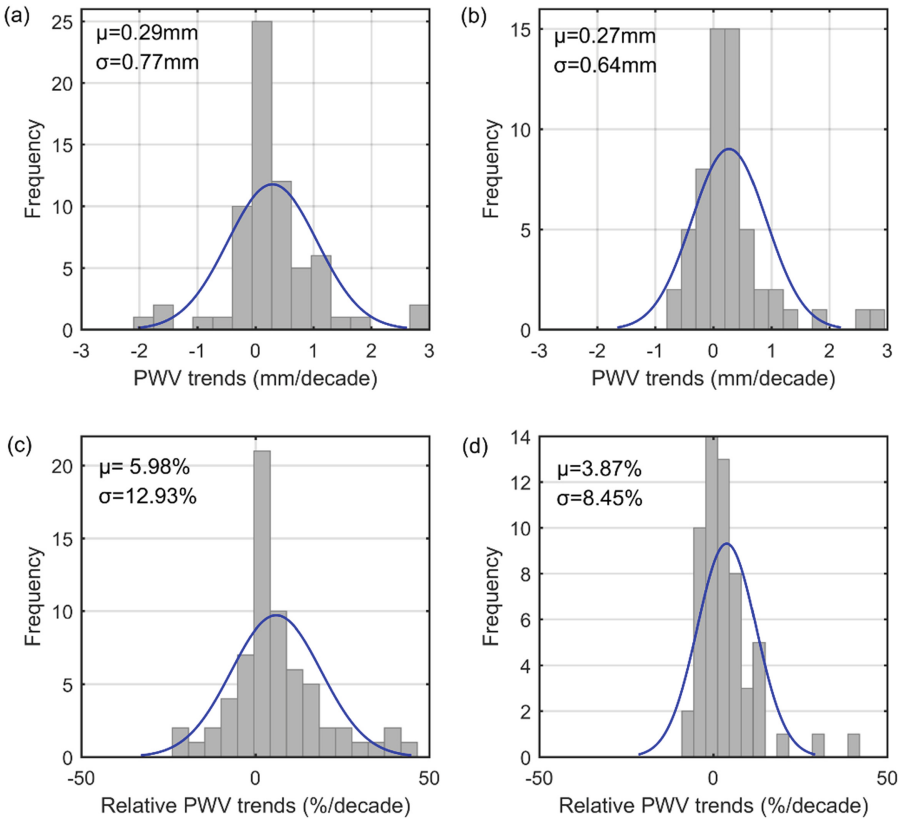 (a)
μ=0.29mm
σ=0.77mm
Frequency
25
20
15
10
5
0
-3 -2 -1 0 1 2 3
PWV trends (mm/decade)
(b)
μ=0.27mm
σ=0.64mm
Frequency
15
10
5
0
-3 -2 -1 0 1 2 3
PWV trends (mm/decade)
(c)
μ= 5.98%
σ=12.93%
Frequency
20
15
10
5
0
-50 0 50
Relative PWV trends (%/decade)
(d)
μ=3.87%
σ=8.45%
Frequency
14
12
10
8
6
4
2
0
-50 0 50
Relative PWV trends (%/decade)